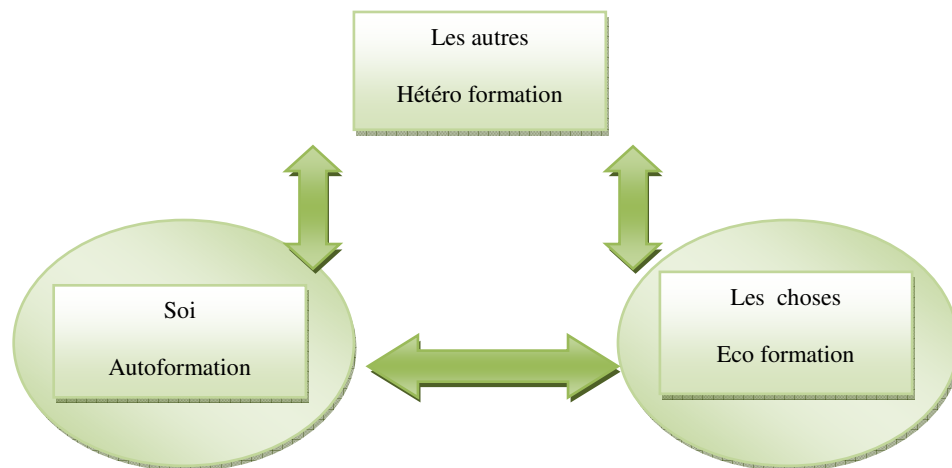 Les autres
Hétéro formation
Soi
Autoformation
Les choses
Eco formation